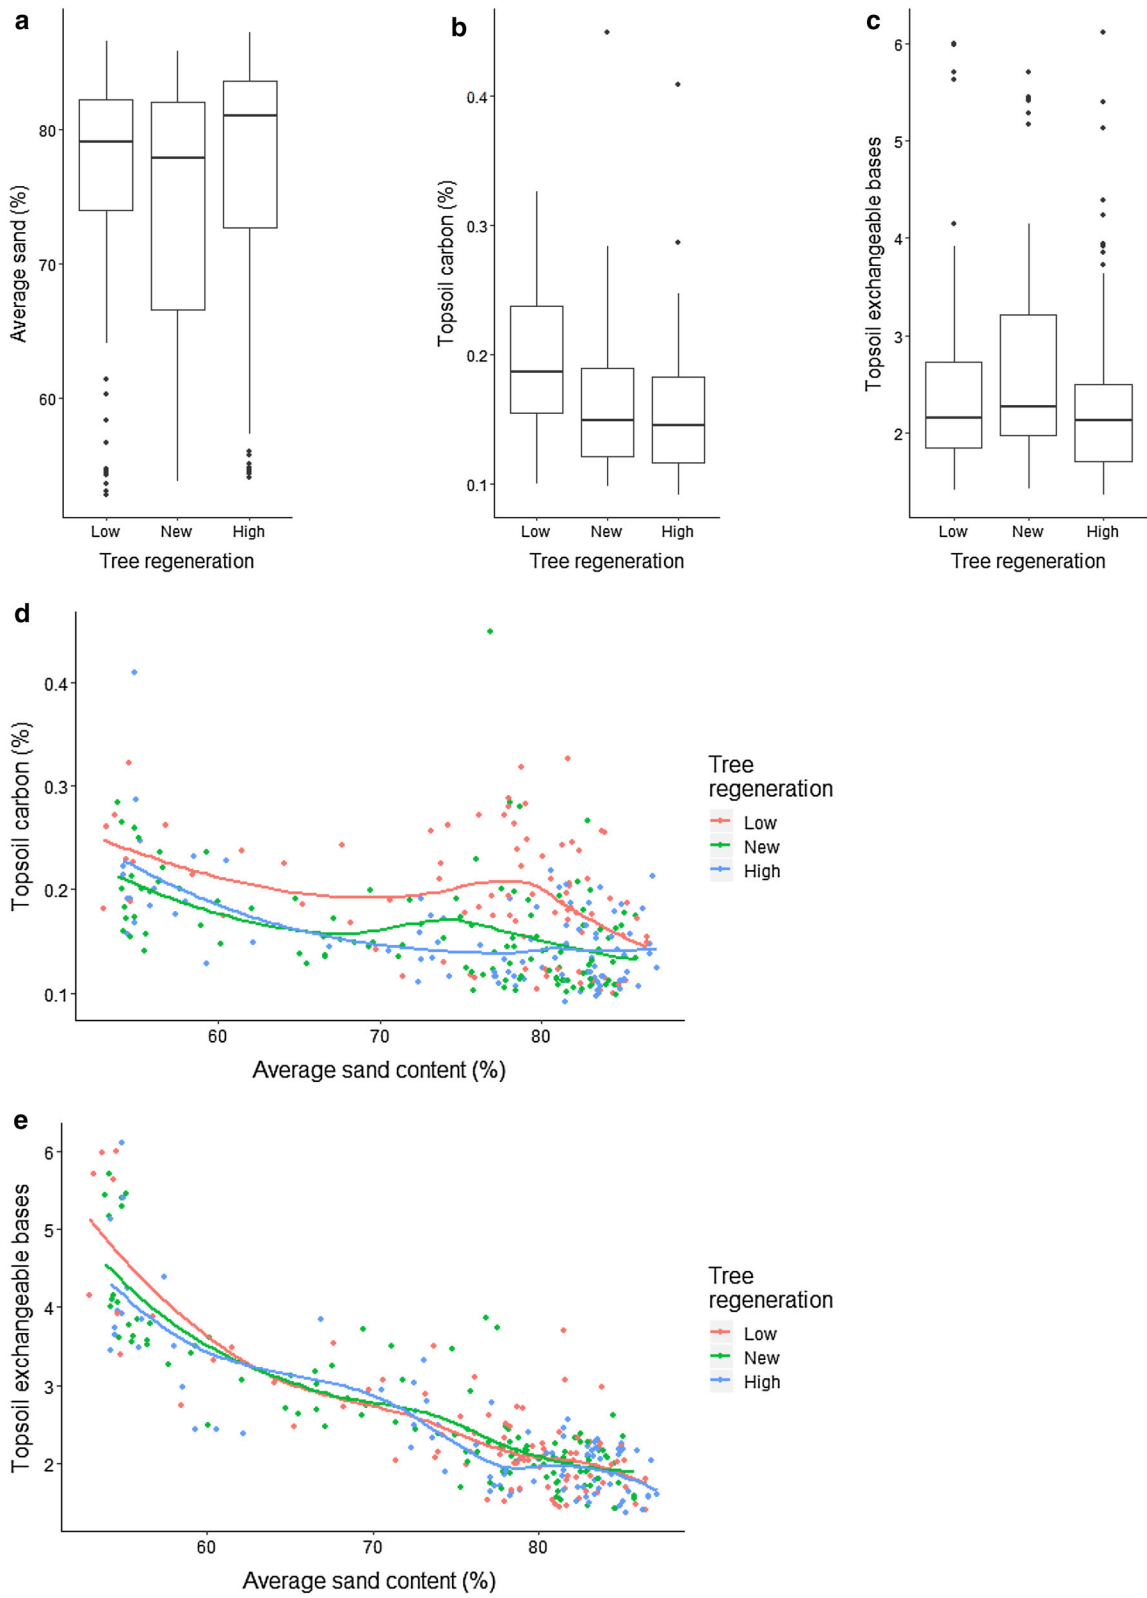 a
80
70
60
Average sand (%)
Low New High
Tree regeneration
b
0.4
0.3
0.2
0.1
Topsoil carbon (%)
Low New High
Tree regeneration
c
6
5
4
3
2
Topsoil exchangeable bases
Low New High
Tree regeneration
d
0.4
0.3
0.2
0.1
Topsoil carbon (%)
60 70 80
Average sand content (%)
Tree
regeneration
Low
New
High
e
6
5
4
3
2
Topsoil exchangeable bases
60 70 80
Average sand content (%)
Tree
regeneration
Low
New
High